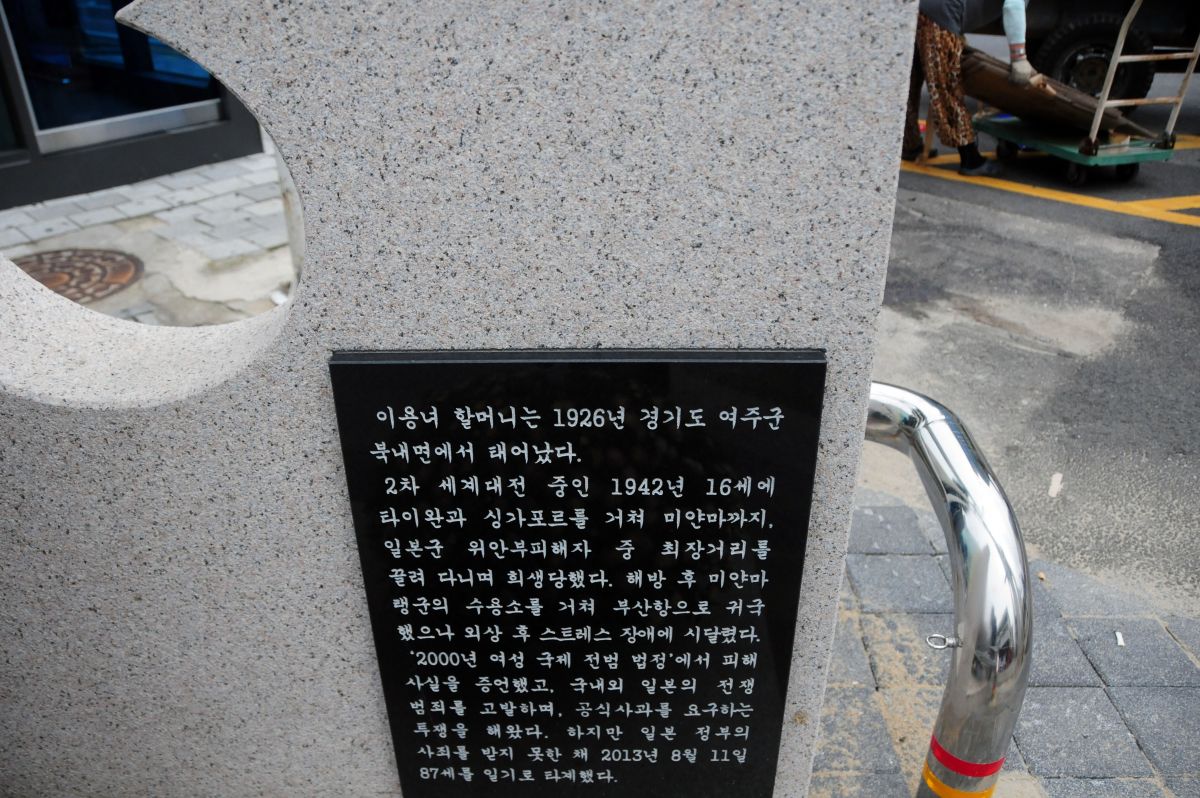 이용녀 할머니는 1926년 경기도 여주군
북내면에서 태어났다.
2차 세계대전 중인 1942년 16세에
타이완과 싱가포르를 거쳐 미얀마까지,
일본군 위안부피해자 중 최장거리를
끌려 다니며 희생당했다. 해방 후 미얀마
랭군의 수용소를 거쳐 부산항으로 귀국
했으나 외상 후 스트레스 장애에 시달렸다.
'2000년 여성 국제 전범 법정'에서 피해
사실을 증언했고, 국내외 일본의 전쟁
범죄를 고발하며, 공식사과를 요구하는
투쟁을 해왔다. 하지만 일본 정부의
사죄를 받지 못한 채 2013년 8월 11일
87세를 일기로 타계했다.